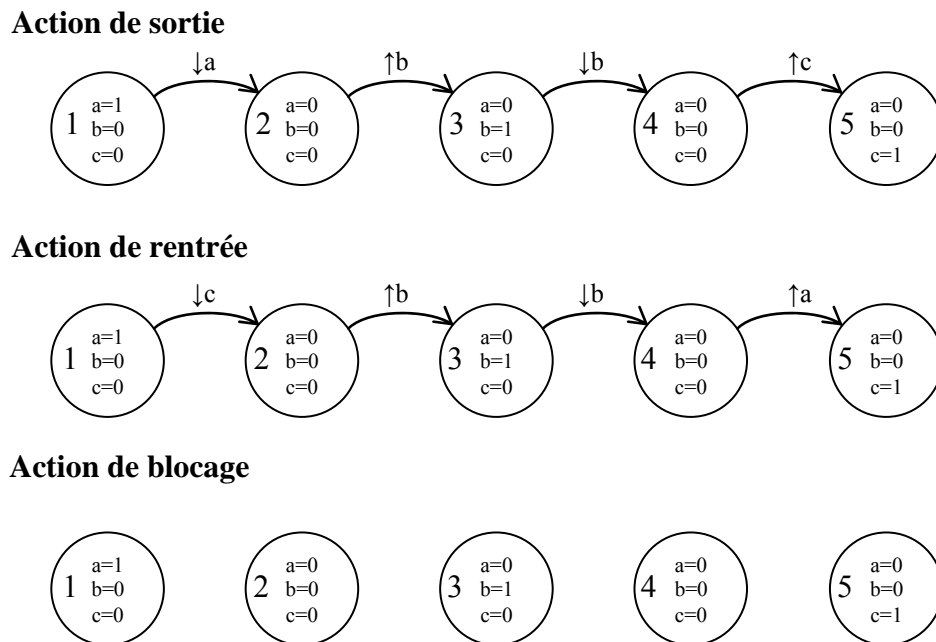 Action de sortie
↓a ↑b ↓b ↑c
a=1 a=0 a=0 a=0 a=0
1 b=0 2 b=0 3 b=1 4 b=0 5 b=0
c=0 c=0 c=0 c=0 c=1
Action de rentrée
↓c ↑b ↓b ↑a
a=1 a=0 a=0 a=0 a=0
1 b=0 2 b=0 3 b=1 4 b=0 5 b=0
c=0 c=0 c=0 c=0 c=1
Action de blocage
a=1 a=0 a=0 a=0 a=0
1 b=0 2 b=0 3 b=1 4 b=0 5 b=0
c=0 c=0 c=0 c=0 c=1